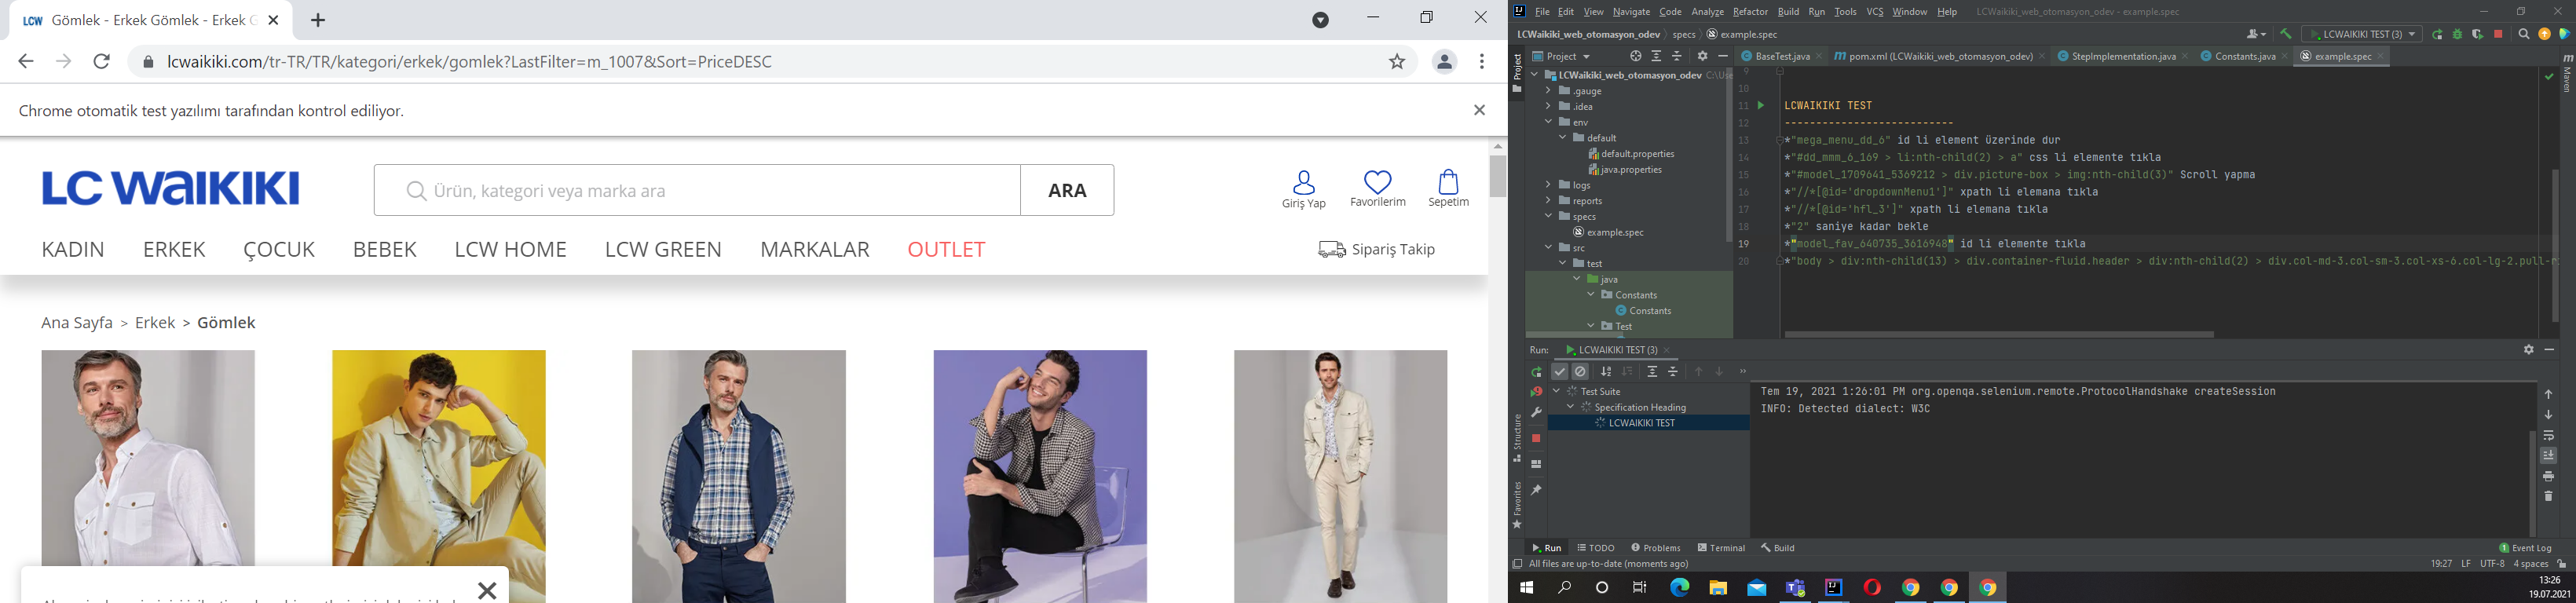 LCW Gömlek - Erkek Gömlek - Erkek G
lcwaikiki.com/tr-TR/TR/kategori/erkek/gomlek?LastFilter=m_1007&Sort=PriceDESC
Chrome otomatik test yazılımı tarafından kontrol ediliyor.
LC WAIKIKI
Ürün, kategori veya marka ara
ARA
Giriş Yap
Favorilerim
Sepetim
KADIN ERKEK ÇOCUK BEBEK LCW HOME LCW GREEN MARKALAR OUTLET
Sipariş Takip
Ana Sayfa > Erkek > Gömlek
File Edit View Navigate Code Analyze Refactor Build Run Tools VCS Window Help LCWaikiki_web_otomasyon_odev - example.spec
LCWaikiki_web_otomasyon_odev specs example.spec
LCWAIKIKI TEST (3)
Project
BaseTest.java pom.xml (LCWaikiki_web_otomasyon_odev) StepImplementation.java Constants.java example.spec
Project
Maven
LCWaikiki_web_otomasyon_odev C:\Use
.gauge
.idea
env
default
default.properties
java.properties
logs
reports
specs
example.spec
src
test
java
Constants
Constants
Test
9
10
11 LCWAIKIKI TEST
12 ---------------------------
13 *"mega_menu_dd_6" id li element üzerinde dur
14 *"#dd_mmm_6_169 > li:nth-child(2) > a" css li elemente tıkla
15 *"#model_1709641_5369212 > div.picture-box > img:nth-child(3)" Scroll yapma
16 *"//*[@id='dropdownMenu1']" xpath li elemana tıkla
17 *"//*[@id='hfl_3']" xpath li elemana tıkla
18 *"2" saniye kadar bekle
19 *"model_fav_640735_3616948" id li elemente tıkla
20 *"body > div:nth-child(13) > div.container-fluid.header > div:nth-child(2) > div.col-md-3.col-sm-3.col-xs-6.col-lg-2.pull-r
Run: LCWAIKIKI TEST (3)
Test Suite
Specification Heading
LCWAIKIKI TEST
Tem 19, 2021 1:26:01 PM org.openqa.selenium.remote.ProtocolHandshake createSession
INFO: Detected dialect: W3C
Structure
Favorites
Run TODO Problems Terminal Build
1 Event Log
All files are up-to-date (moments ago)
19:27 LF UTF-8 4 spaces
13:26
19.07.2021